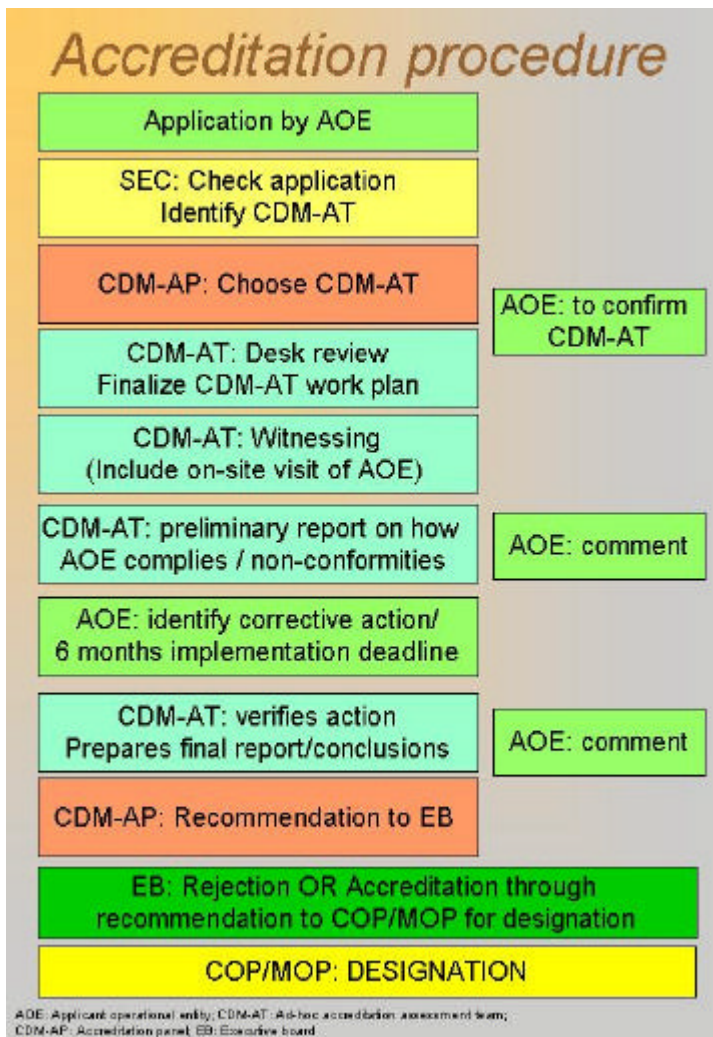 Accreditation procedure
Application by AOE
SEC: Check application
Identify CDM-AT
CDM-AP: Choose CDM-AT
AOE: to confirm
CDM-AT
CDM-AT: Desk review
Finalize CDM-AT work plan
CDM-AT: Witnessing
(Include on-site visit of AOE)
CDM-AT: preliminary report on how
AOE complies / non-conformities
AOE: comment
AOE: identify corrective action/
6 months implementation deadline
CDM-AT: verifies action
Prepares final report/conclusions
AOE: comment
CDM-AP: Recommendation to EB
EB: Rejection OR Accreditation through
recommendation to COP/MOP for designation
COP/MOP: DESIGNATION
AOE: Applicant operational entity; CDM-AT: Ad-hoc accreditation assessment team;
CDM-AP: Accreditation panel; EB: Executive board